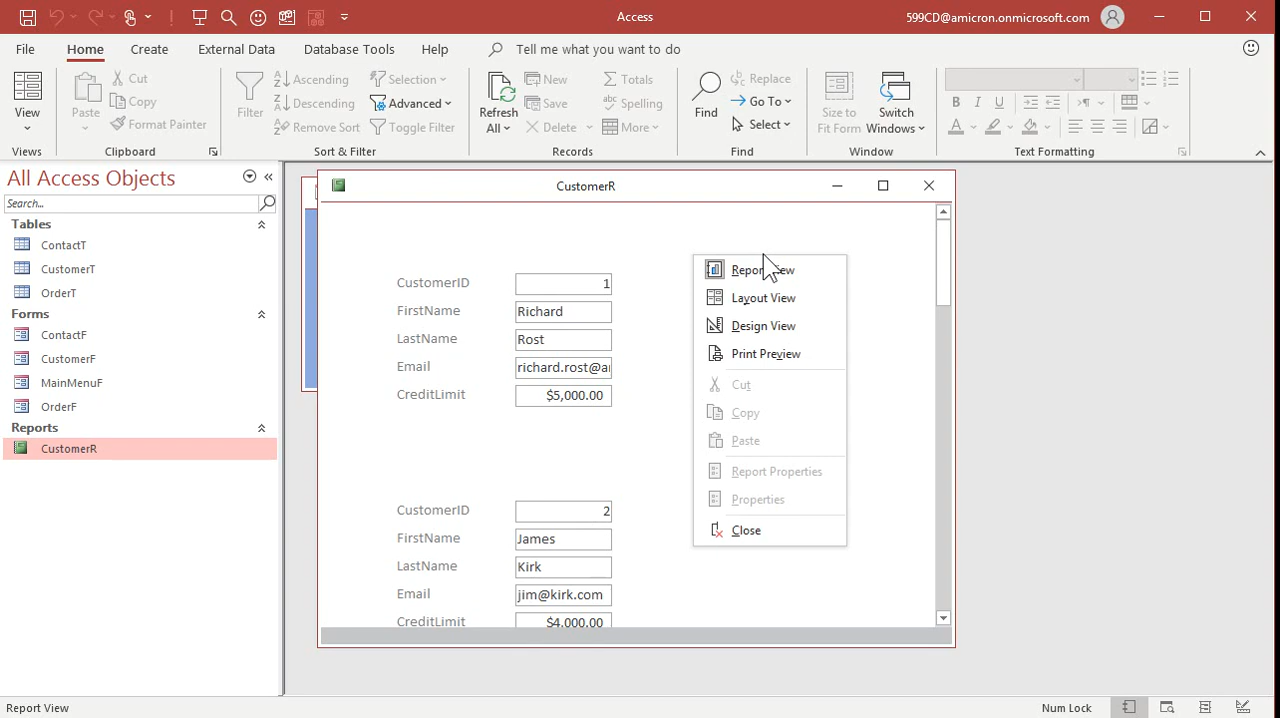 Access
599CD@amicron.onmicrosoft.com
File Home Create External Data Database Tools Help Tell me what you want to do
View
Views
Paste
Cut
Copy
Format Painter
Clipboard
Filter
Ascending
Descending
Remove Sort
Selection
Advanced
Toggle Filter
Sort & Filter
Refresh
All
New
Save
Delete
Totals
Spelling
More
Records
Find
Replace
Go To
Select
Find
Size to
Fit Form
Switch
Windows
Window
B I U
A
Text Formatting
All Access Objects
Search...
Tables
ContactT
CustomerT
OrderT
Forms
ContactF
CustomerF
MainMenuF
OrderF
Reports
CustomerR
CustomerR
CustomerID 1
FirstName Richard
LastName Rost
Email richard.rost@a
CreditLimit $5,000.00
CustomerID 2
FirstName James
LastName Kirk
Email jim@kirk.com
CreditLimit $4,000.00
Report View
Layout View
Design View
Print Preview
Cut
Copy
Paste
Report Properties
Properties
Close
Report View
Num Lock